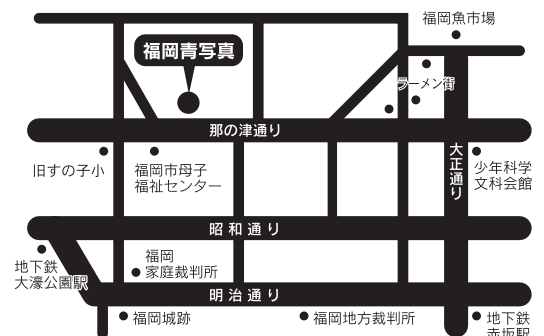 福岡魚市場
福岡青写真
ラーメン街
那の津通り
大正通り
旧すの子小
福岡市母子
福祉センター
少年科学
文科会館
昭和通り
地下鉄
大濠公園駅
福岡
家庭裁判所
明治通り
福岡城跡
福岡地方裁判所
地下鉄
赤坂駅